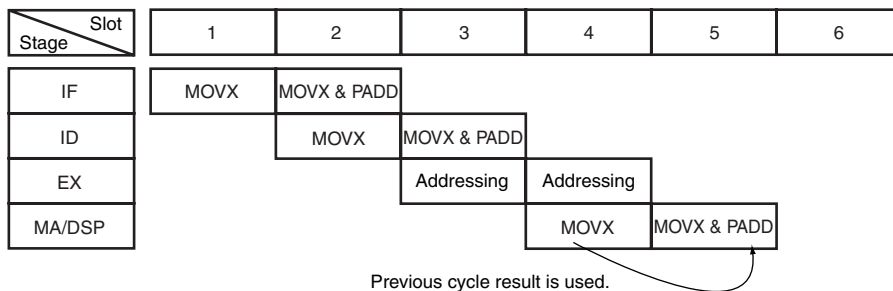 Slot
Stage
1 2 3 4 5 6
IF MOVX MOVX & PADD
ID MOVX MOVX & PADD
EX Addressing Addressing
MA/DSP MOVX MOVX & PADD
Previous cycle result is used.